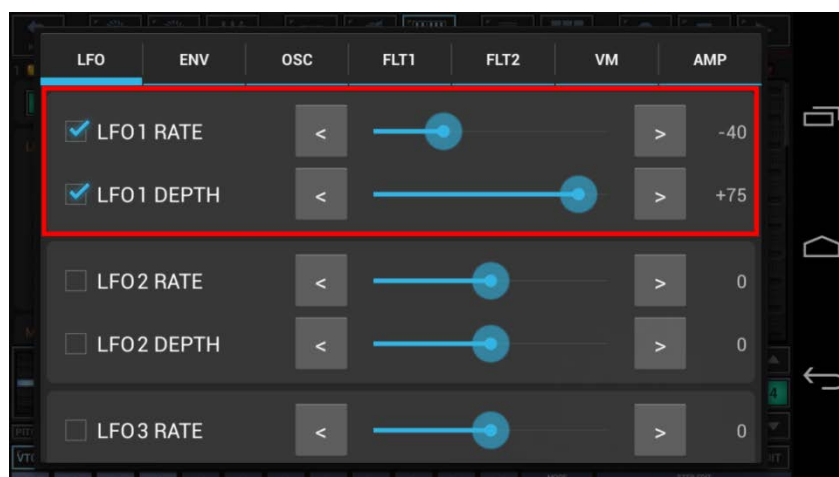 LFO ENV OSC FLT1 FLT2 VM AMP
LFO1 RATE < > -40
LFO1 DEPTH < > +75
LFO2 RATE < > 0
LFO2 DEPTH < > 0
LFO3 RATE < > 0
4